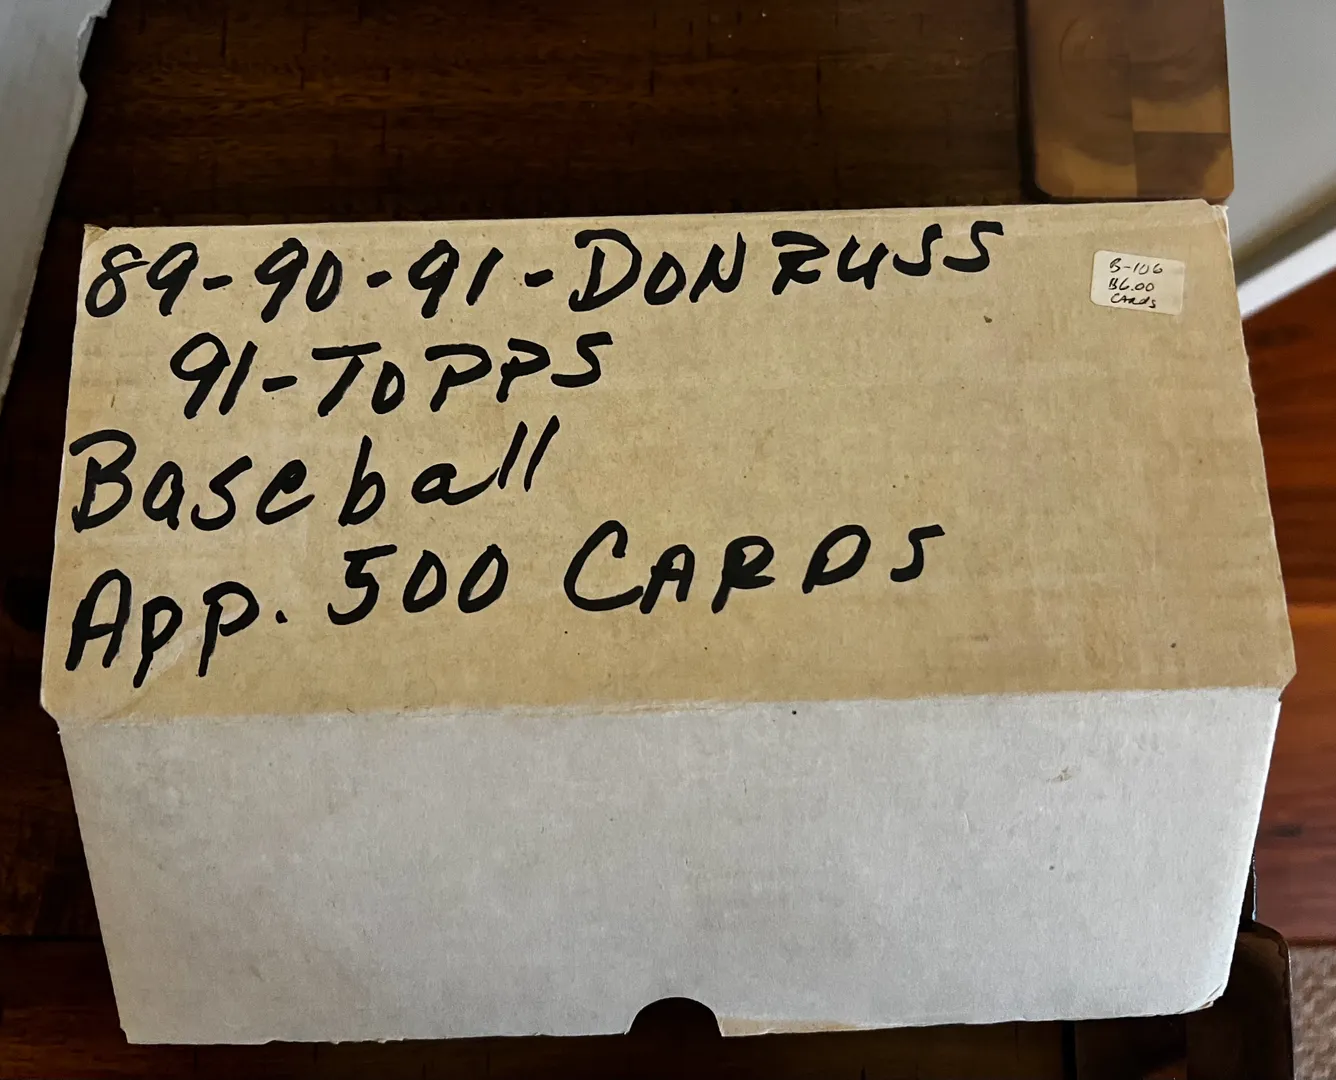 89-90-91-DONRUSS
91-TOPPS
Baseball
App. 500 CARDS
B-106
B6.00
CARDS